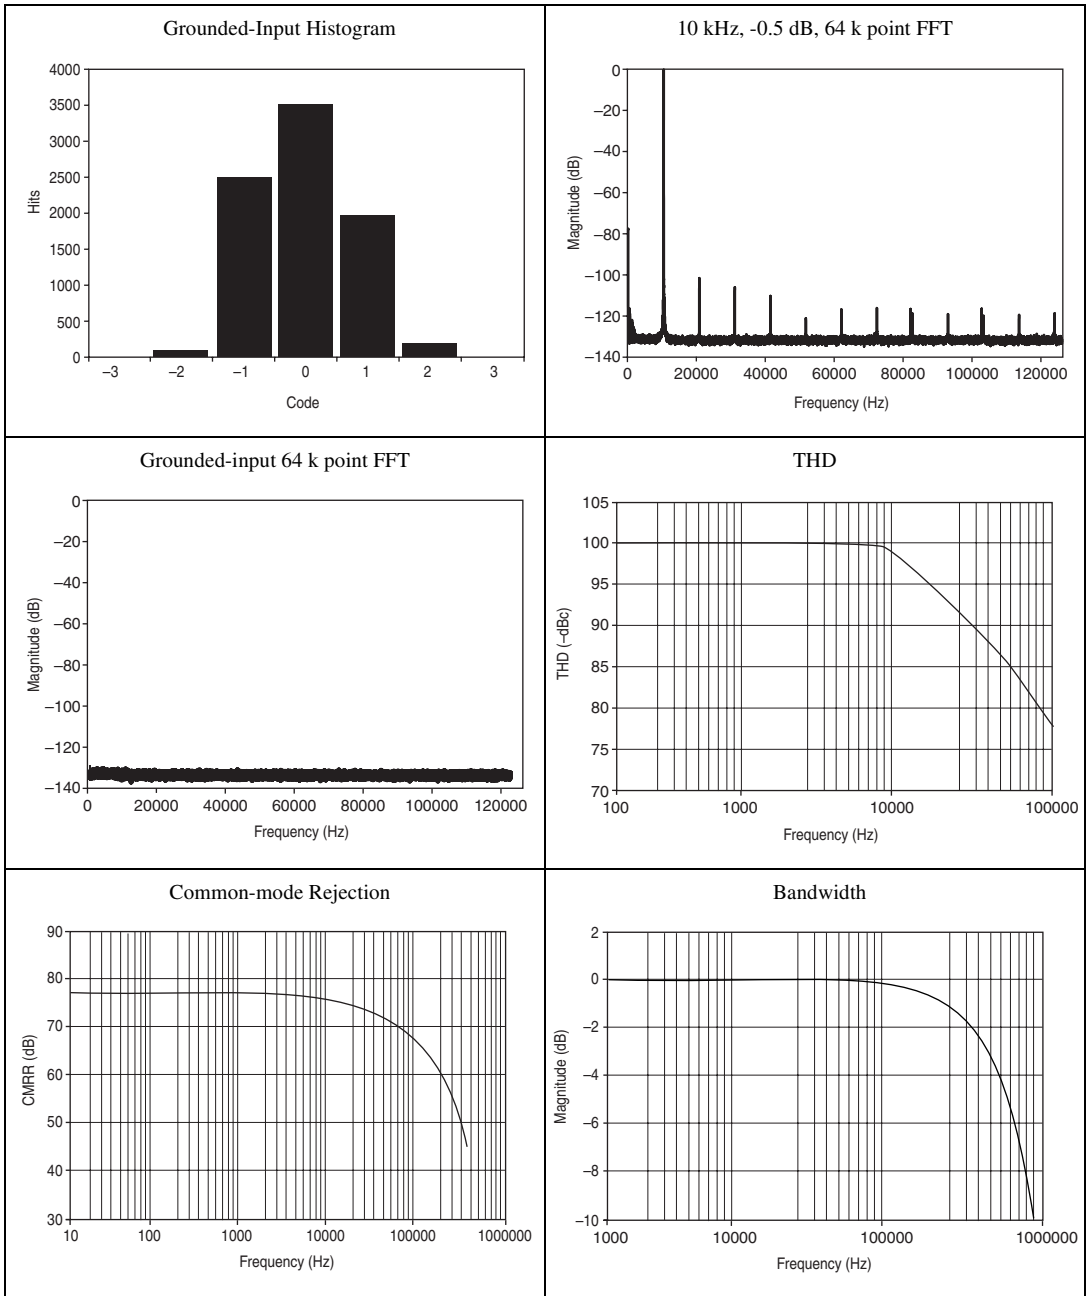 Grounded-Input Histogram
4000
3500
3000
2500
2000
1500
1000
500
0
Hits
−3 −2 −1 0 1 2 3
Code
10 kHz, -0.5 dB, 64 k point FFT
0
−20
−40
−60
−80
−100
−120
−140
Magnitude (dB)
0 20000 40000 60000 80000 100000 120000
Frequency (Hz)
Grounded-input 64 k point FFT
0
−20
−40
−60
−80
−100
−120
−140
Magnitude (dB)
0 20000 40000 60000 80000 100000 120000
Frequency (Hz)
THD
105
100
95
90
85
80
75
70
THD (−dBc)
100 1000 10000 100000
Frequency (Hz)
Common-mode Rejection
90
80
70
60
50
40
30
CMRR (dB)
10 100 1000 10000 100000 1000000
Frequency (Hz)
Bandwidth
2
0
−2
−4
−6
−8
−10
Magnitude (dB)
1000 10000 100000 1000000
Frequency (Hz)